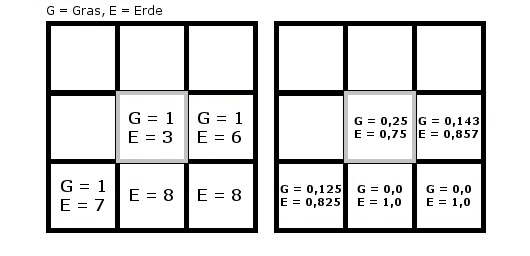 G = Gras, E = Erde
G = 1
E = 3
G = 1
E = 6
G = 1
E = 7
E = 8
E = 8
G = 0,25
E = 0,75
G = 0,143
E = 0,857
G = 0,125
E = 0,825
G = 0,0
E = 1,0
G = 0,0
E = 1,0